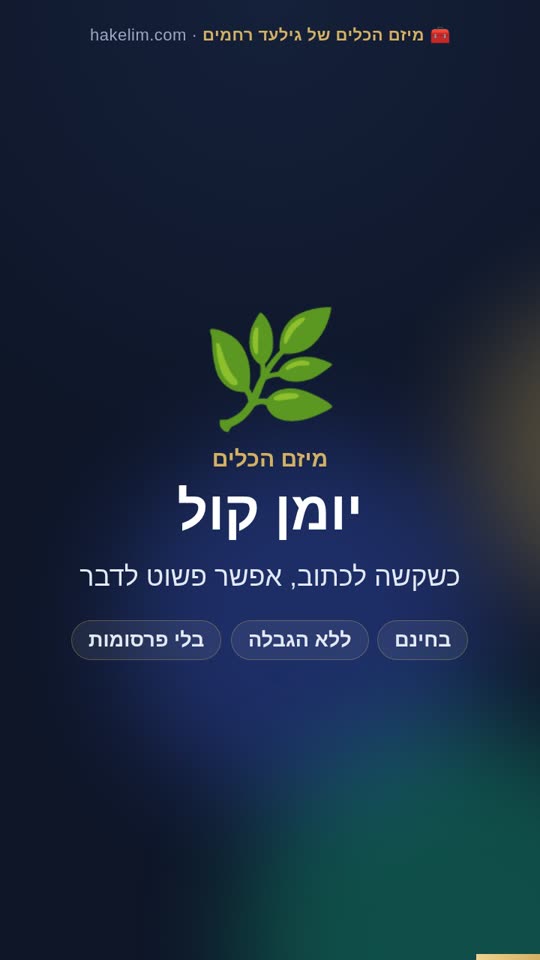 🧰 מיזם הכלים של גילעד רחמים · hakelim.com
מיזם הכלים
יומן קול
כשקשה לכתוב, אפשר פשוט לדבר
בחינם
ללא הגבלה
בלי פרסומות